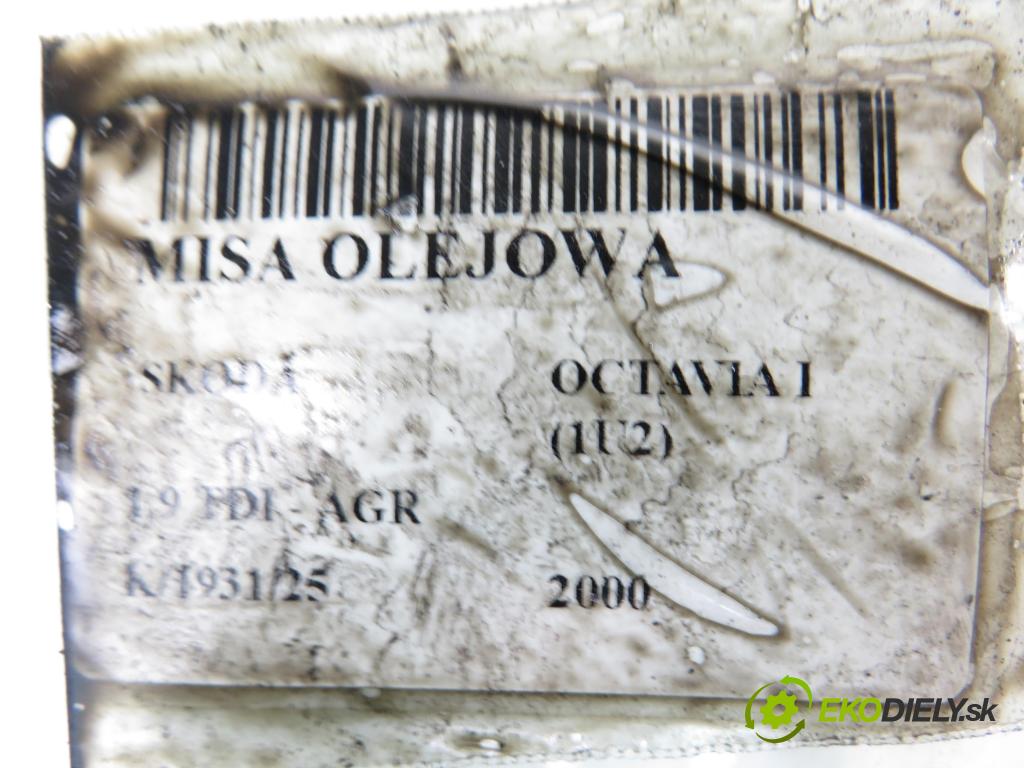 MISA OLEJOWA
SKODA OCTAVIA I
(1U2)
1.9 TDI - AGR
K/1931/25 2000
EKODIELY.sk